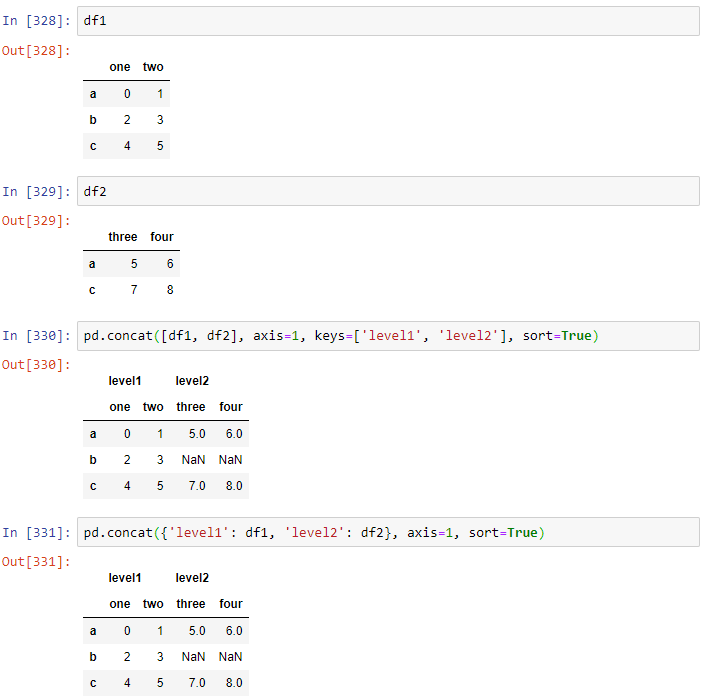 In [328]: df1
Out[328]:
one two
a 0 1
b 2 3
c 4 5
In [329]: df2
Out[329]:
three four
a 5 6
c 7 8
In [330]: pd.concat([df1, df2], axis=1, keys=['level1', 'level2'], sort=True)
Out[330]:
level1 level2
one two three four
a 0 1 5.0 6.0
b 2 3 NaN NaN
c 4 5 7.0 8.0
In [331]: pd.concat({'level1': df1, 'level2': df2}, axis=1, sort=True)
Out[331]:
level1 level2
one two three four
a 0 1 5.0 6.0
b 2 3 NaN NaN
c 4 5 7.0 8.0